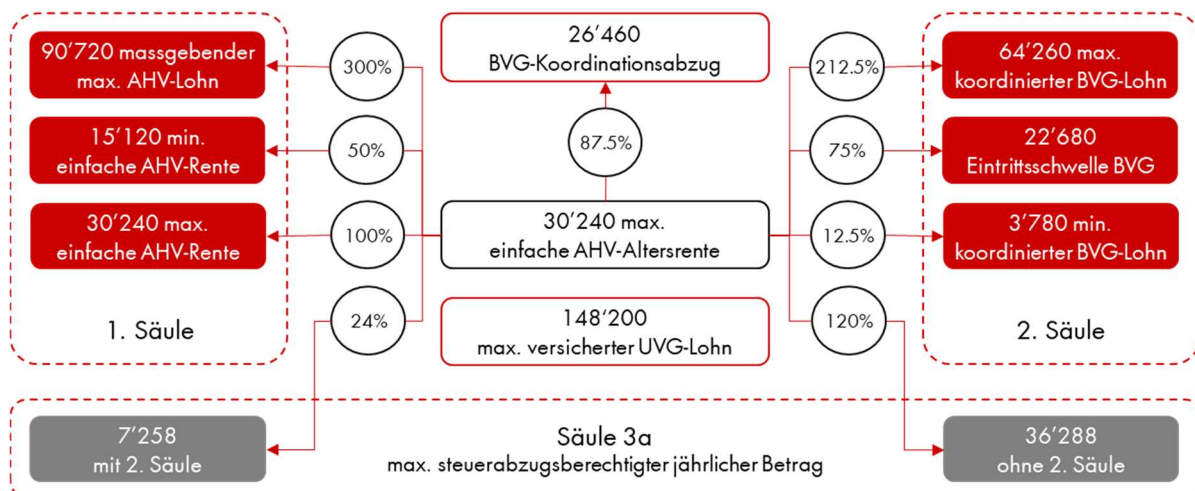 90’720 massgebender
max. AHV-Lohn
300%
26’460
BVG-Koordinationsabzug
212.5%
64’260 max.
koordinierter BVG-Lohn
15’120 min.
einfache AHV-Rente
50%
87.5%
75%
22’680
Eintrittsschwelle BVG
30’240 max.
einfache AHV-Rente
100%
30’240 max.
einfache AHV-Altersrente
12.5%
3’780 min.
koordinierter BVG-Lohn
1. Säule
24%
148‘200
max. versicherter UVG-Lohn
120%
2. Säule
7’258
mit 2. Säule
Säule 3a
max. steuerabzugsberechtigter jährlicher Betrag
36’288
ohne 2. Säule